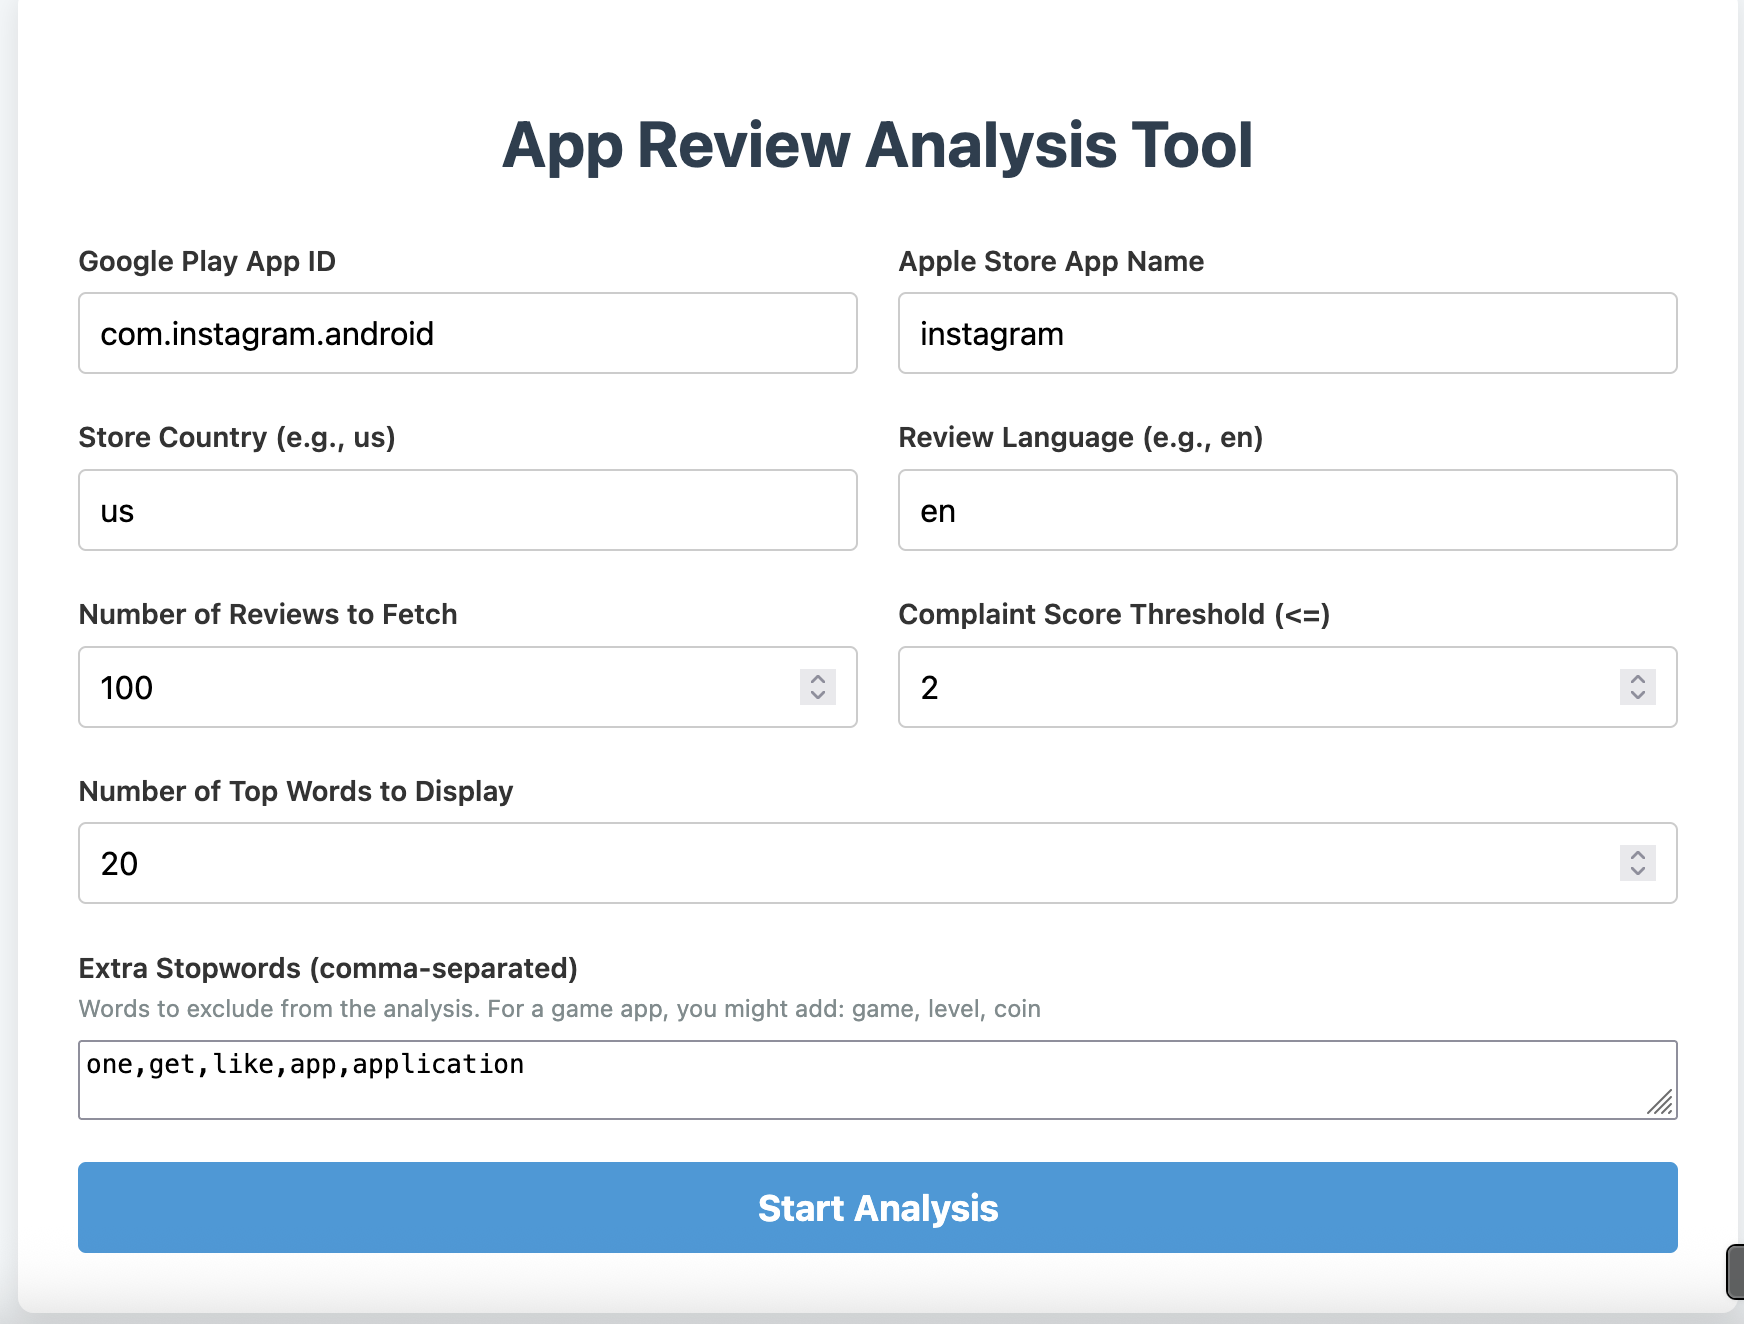 App Review Analysis Tool
Google Play App ID
Apple Store App Name
com.instagram.android
instagram
Store Country (e.g., us)
Review Language (e.g., en)
us
en
Number of Reviews to Fetch
Complaint Score Threshold (<=)
100
2
Number of Top Words to Display
20
Extra Stopwords (comma-separated)
Words to exclude from the analysis. For a game app, you might add: game, level, coin
one,get,like,app,application
Start Analysis